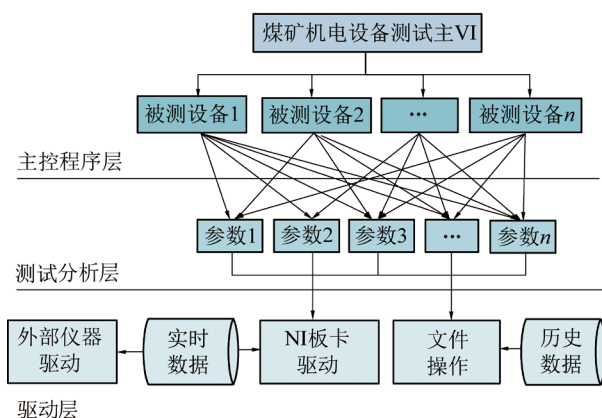 煤矿机电设备测试主VI
被测设备1 被测设备2 ··· 被测设备n
主控程序层
参数1 参数2 参数3 ··· 参数n
测试分析层
外部仪器 实时 NI板卡 文件 历史
驱动 数据 驱动 操作 数据
驱动层